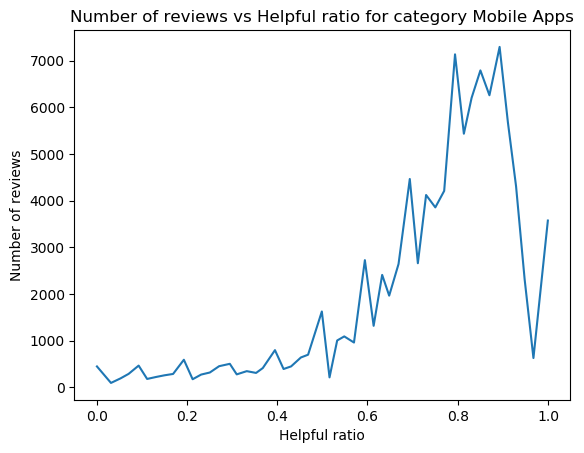 Number of reviews vs Helpful ratio for category Mobile Apps
Number of reviews
7000
6000
5000
4000
3000
2000
1000
0
0.0 0.2 0.4 0.6 0.8 1.0
Helpful ratio